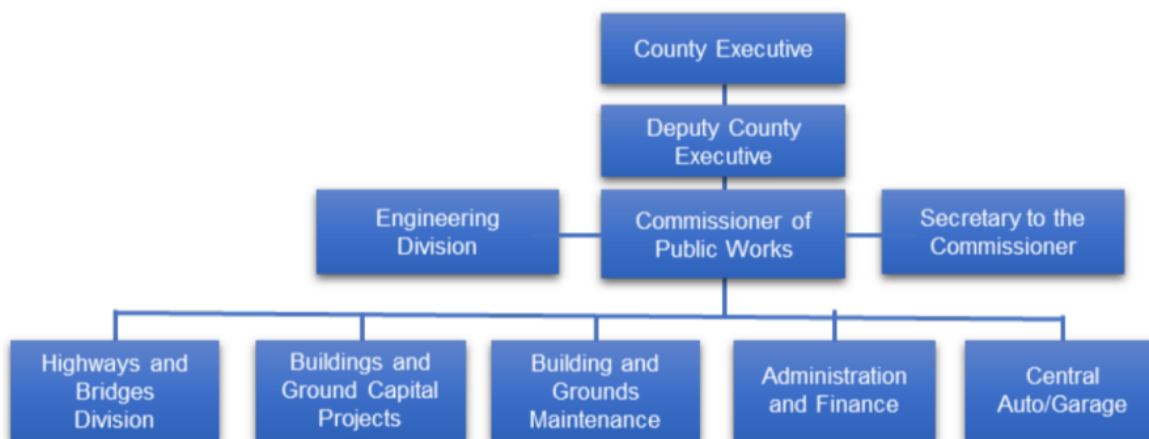 County Executive
Deputy County
Executive
Engineering
Division
Commissioner of
Public Works
Secretary to the
Commissioner
Highways and
Bridges
Division
Buildings and
Ground Capital
Projects
Building and
Grounds
Maintenance
Administration
and Finance
Central
Auto/Garage